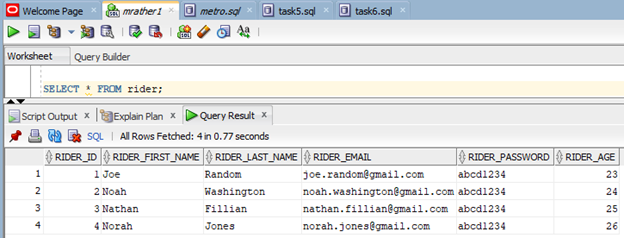 Welcome Page mrather1 metro.sql task5.sql task6.sql
SQL Aa
Worksheet Query Builder
SELECT * FROM rider;
Script Output Explain Plan Query Result
SQL All Rows Fetched: 4 in 0.77 seconds
RIDER_ID RIDER_FIRST_NAME RIDER_LAST_NAME RIDER_EMAIL RIDER_PASSWORD RIDER_AGE
1 1 Joe Random joe.random@gmail.com abcd1234 23
2 2 Noah Washington noah.washington@gmail.com abcd1234 24
3 3 Nathan Fillian nathan.fillian@gmail.com abcd1234 25
4 4 Norah Jones norah.jones@gmail.com abcd1234 26